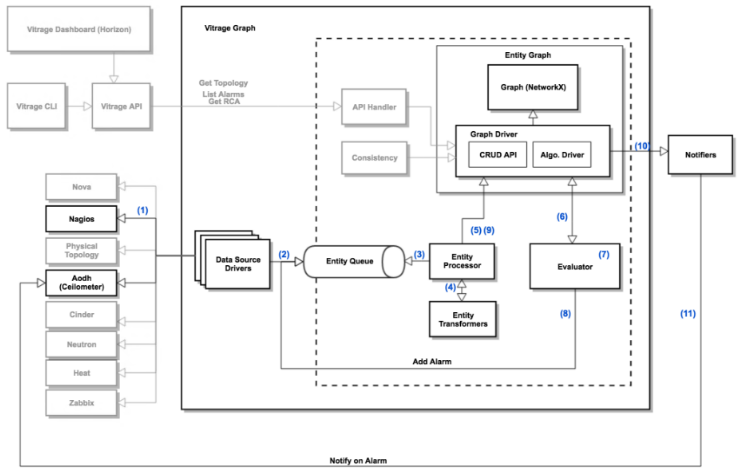 Vitrage Dashboard (Horizon)
Vitrage Graph
Entity Graph
Graph (NetworkX)
Get Topology
List Alarms
Get RCA
Vitrage CLI
Vitrage API
API Handler
Graph Driver
CRUD API
Algo. Driver
(10)
Notifiers
Consistency
Nova
Nagios
(1)
(5) (9)
(6)
Physical
Topology
Data Source
Drivers
(2)
Entity Queue
(3)
Entity
Processor
(7)
Evaluator
Aodh
(Ceilometer)
(4)
Cinder
Entity
Transformers
(8)
(11)
Neutron
Add Alarm
Heat
Zabbix
Notify on Alarm